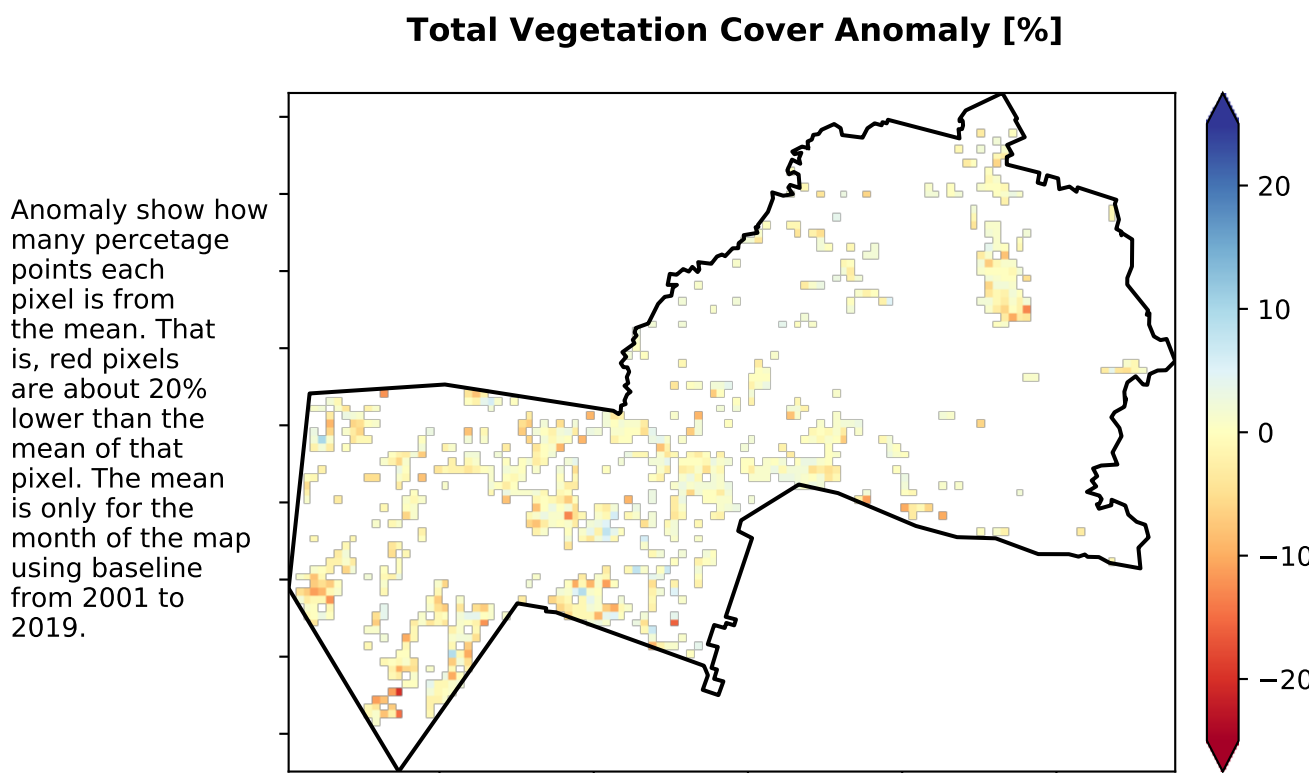 Total Vegetation Cover Anomaly [%]
Anomaly show how
many percetage
points each
pixel is from
the mean. That
is, red pixels
are about 20%
lower than the
mean of that
pixel. The mean
is only for the
month of the map
using baseline
from 2001 to
2019.
20
10
0
−10
−20